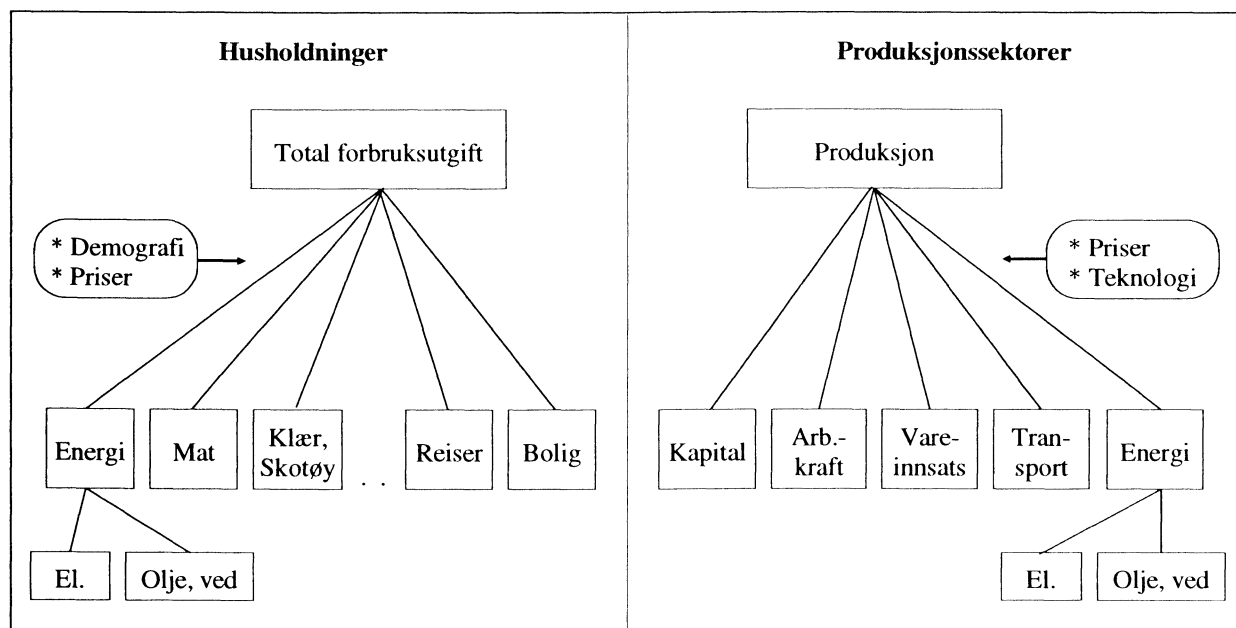 Husholdninger
Total forbruksutgift
* Demografi
* Priser
Energi
Mat
Klær,
Skotøy
. .
Reiser
Bolig
El.
Olje, ved
Produksjonssektorer
Produksjon
* Priser
* Teknologi
Kapital
Arb.-
kraft
Vare-
innsats
Tran-
sport
Energi
El.
Olje, ved